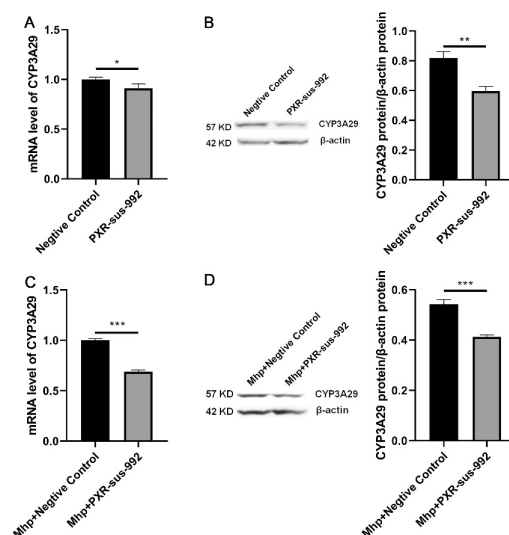 A
mRNA level of CYP3A29
1.5
1.0
0.5
0.0
*
Negtive Control
PXR-sus-992
B
Negtive Control
PXR-sus-992
57 KD
CYP3A29
42 KD
β-actin
CYP3A29 protein/β-actin protein
1.0
0.8
0.6
0.4
0.2
0.0
**
Negtive Control
PXR-sus-992
C
mRNA level of CYP3A29
1.5
1.0
0.5
0.0
***
Mhp+Negtive Control
Mhp+PXR-sus-992
D
Mhp+Negtive Control
Mhp+PXR-sus-992
57 KD
CYP3A29
42 KD
β-actin
CYP3A29 protein/β-actin protein
0.6
0.4
0.2
0.0
***
Mhp+Negtive Control
Mhp+PXR-sus-992